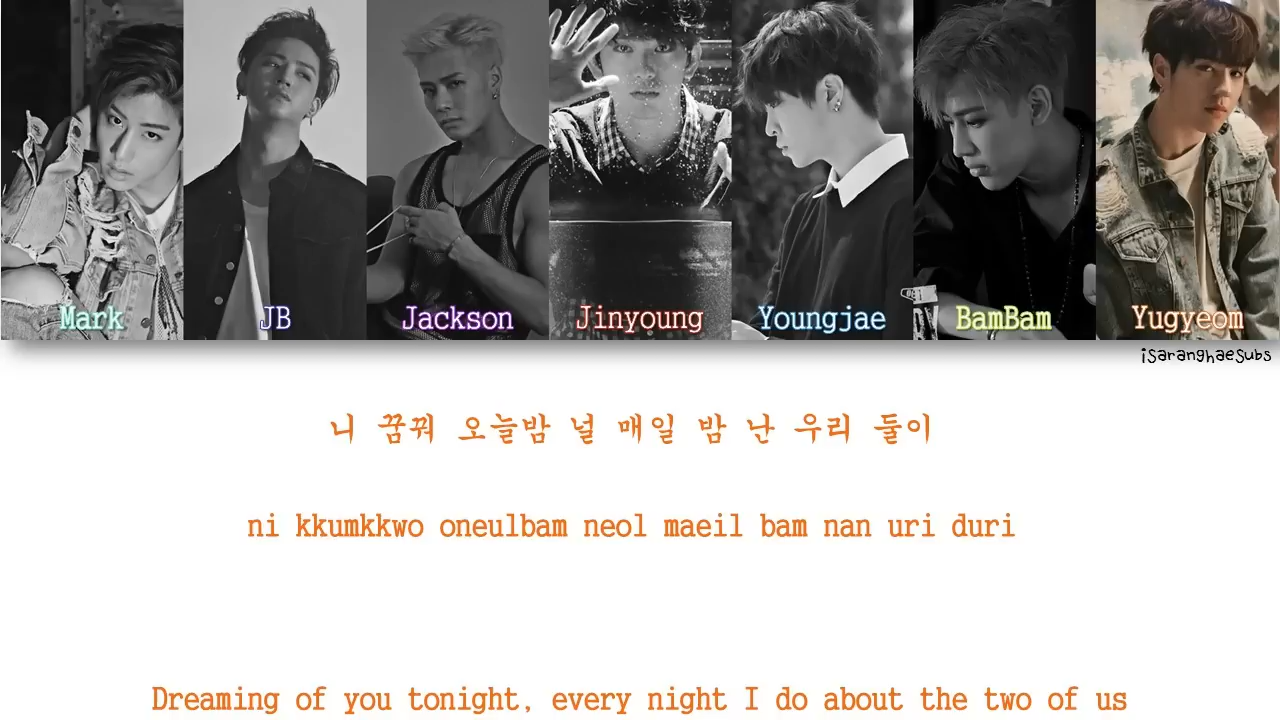 Mark JB Jackson Jinyoung Youngjae BamBam Yugyeom
iSaranghaeSubs
니 꿈꿔 오늘밤 널 매일 밤 난 우리 둘이
ni kkumkkwo oneulbam neol maeil bam nan uri duri
Dreaming of you tonight, every night I do about the two of us